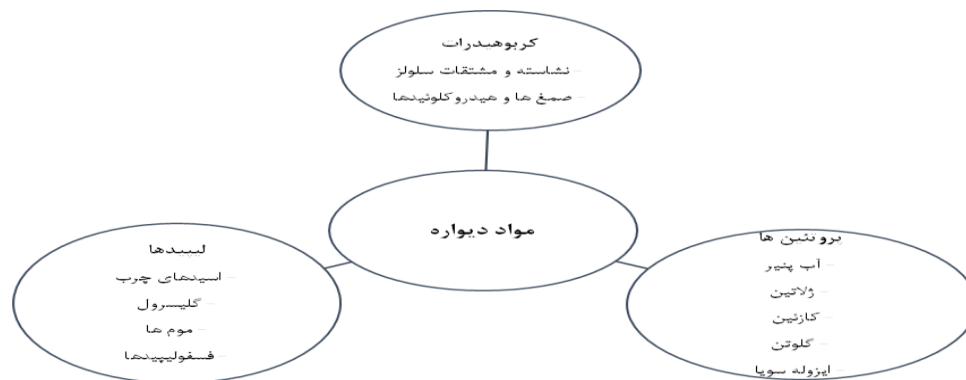 کربوهیدرات
– نشاسته و مشتقات سلولز
– صمغ ها و هیدروکلوئیدها
مواد دیواره
پروتئین ها
– آب پنیر
– ژلاتین
– کازئین
– گلوتن
– ایزوله سویا
لیپیدها
– اسیدهای چرب
– گلیسرول
– موم ها
– فسفولیپیدها